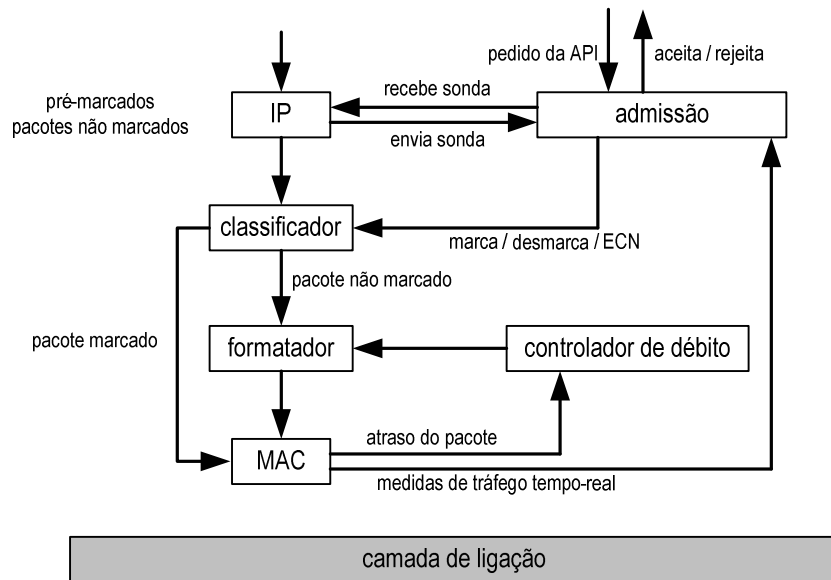 pedido da API
aceita / rejeita
pré-marcados
pacotes não marcados
IP
recebe sonda
envia sonda
admissão
classificador
marca / desmarca / ECN
pacote não marcado
pacote marcado
formatador
controlador de débito
MAC
atraso do pacote
medidas de tráfego tempo-real
camada de ligação